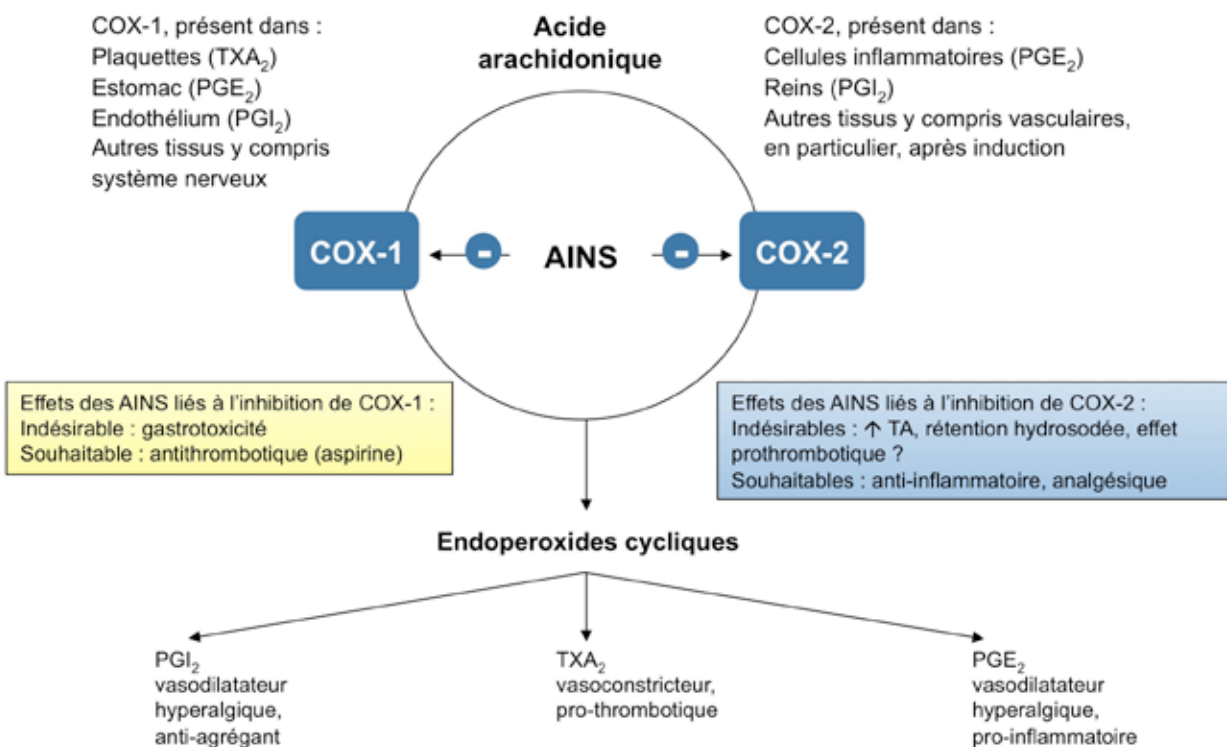 COX-1, présent dans :
Plaquettes (TXA₂)
Estomac (PGE₂)
Endothélium (PGI₂)
Autres tissus y compris
système nerveux
Acide
arachidonique
COX-2, présent dans :
Cellules inflammatoires (PGE₂)
Reins (PGI₂)
Autres tissus y compris vasculaires,
en particulier, après induction
COX-1
-
AINS
-
COX-2
Effets des AINS liés à l'inhibition de COX-1 :
Indésirable : gastrotoxicité
Souhaitable : antithrombotique (aspirine)
Effets des AINS liés à l'inhibition de COX-2 :
Indésirables : ↑ TA, rétention hydrosodée, effet
prothrombotique ?
Souhaitables : anti-inflammatoire, analgésique
Endoperoxides cycliques
PGI₂
vasodilatateur
hyperalgique,
anti-agrégant
TXA₂
vasoconstricteur,
pro-thrombotique
PGE₂
vasodilatateur
hyperalgique,
pro-inflammatoire